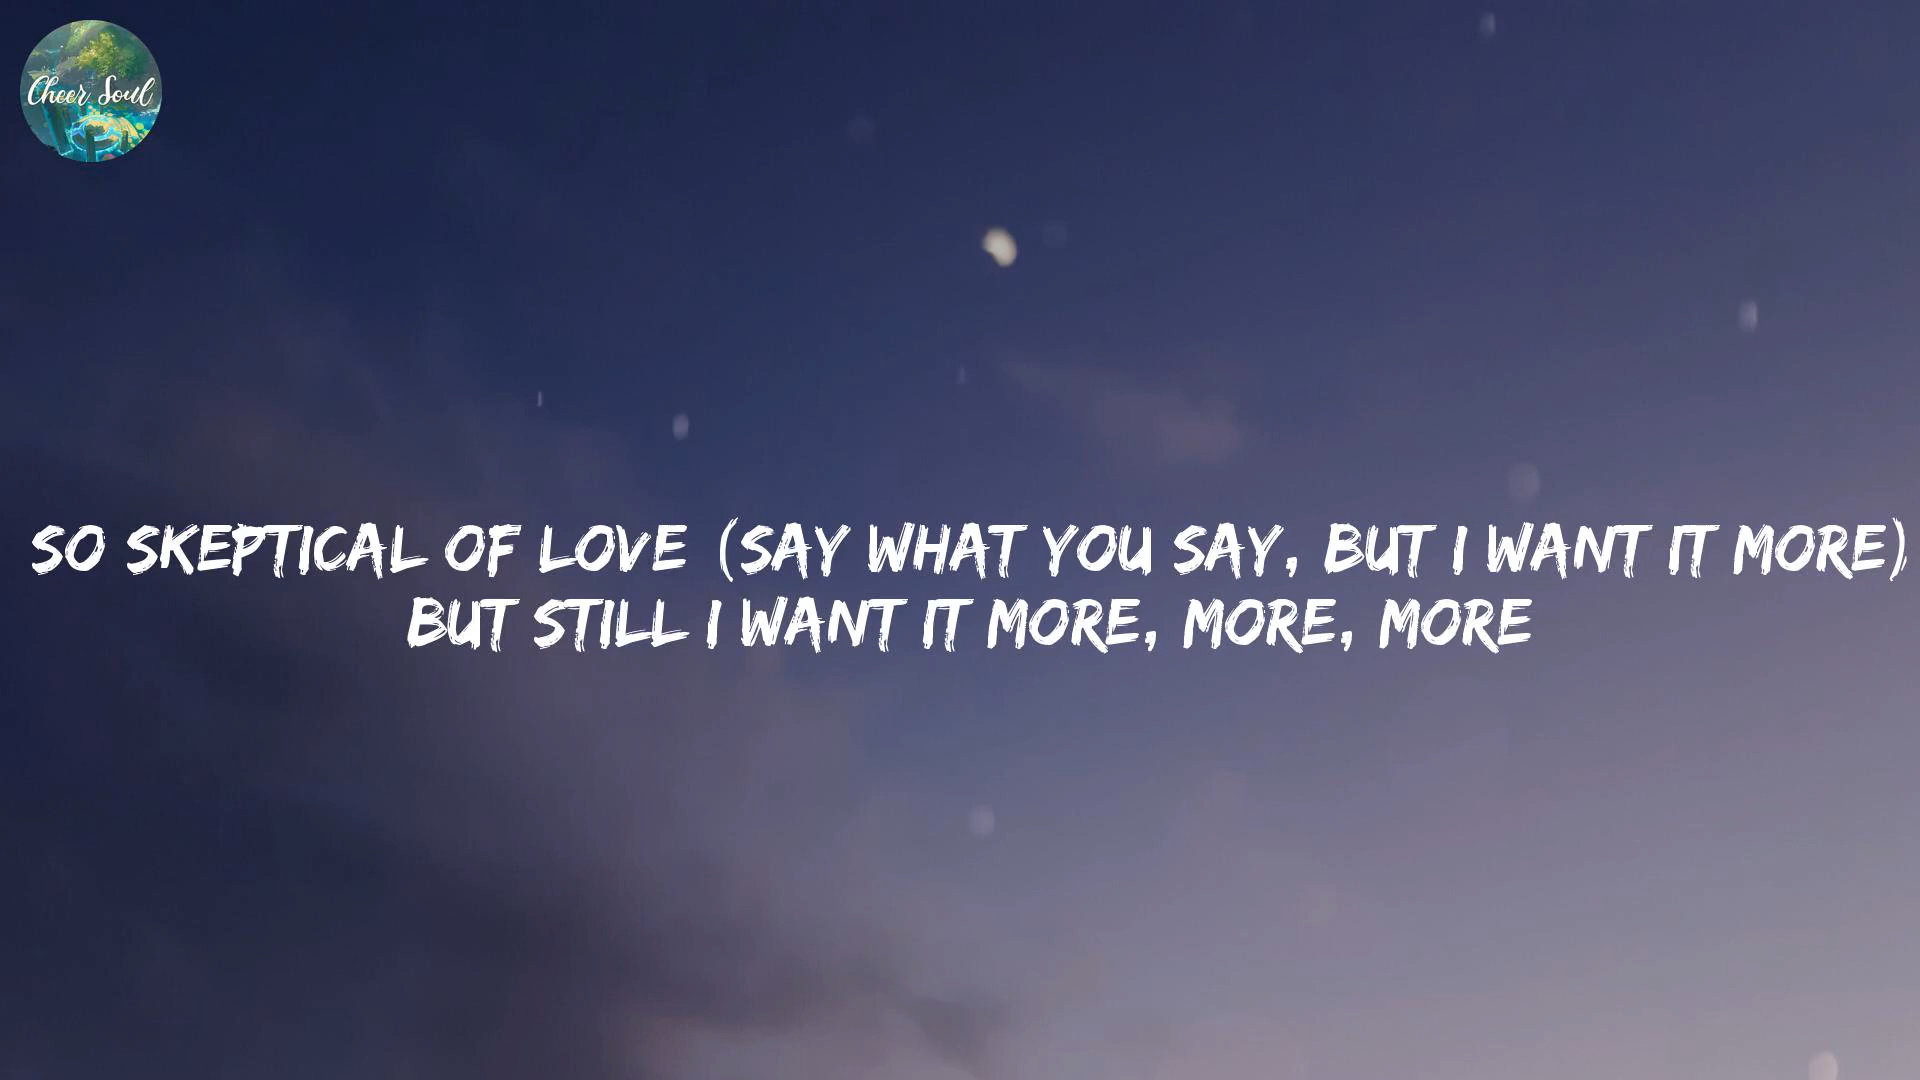 Cheer Soul
SO SKEPTICAL OF LOVE (SAY WHAT YOU SAY, BUT I WANT IT MORE)
BUT STILL I WANT IT MORE, MORE, MORE